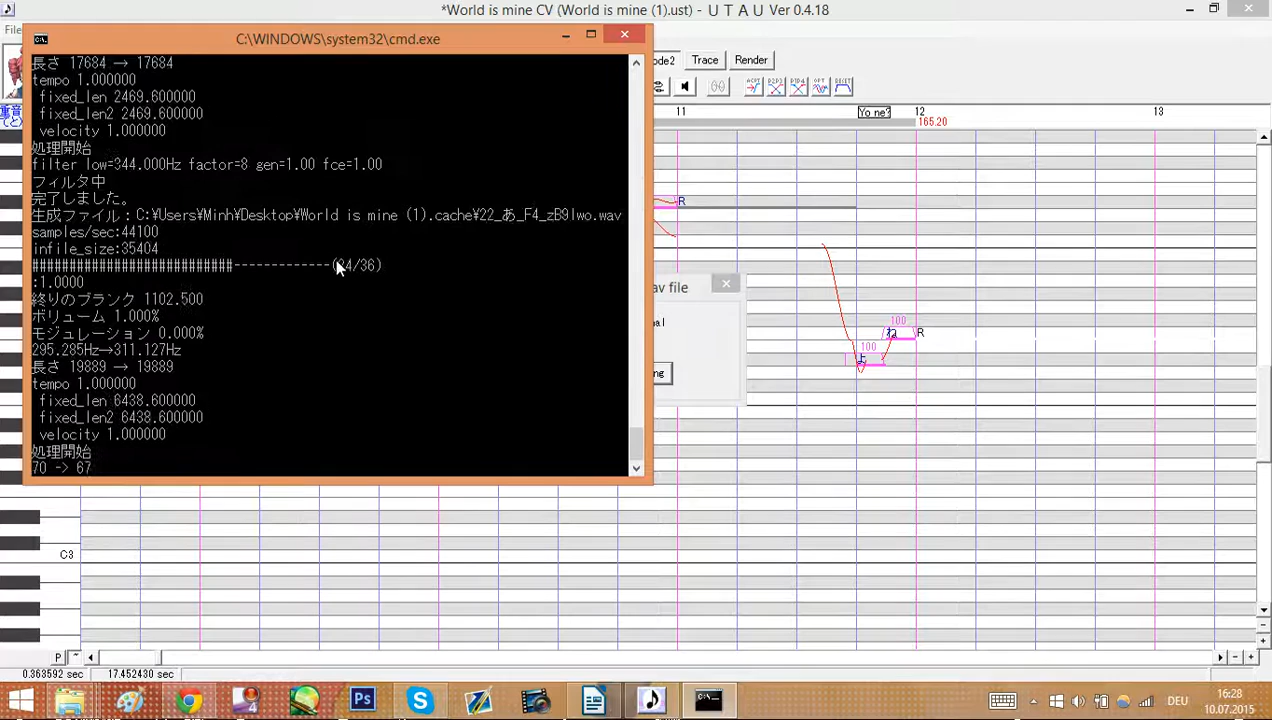 *World is mine CV (World is mine (1).ust) - U T A U Ver 0.4.18
C:\WINDOWS\system32\cmd.exe
File
長さ 17684 → 17684
tempo 1.000000
fixed_len 2469.600000
fixed_len2 2469.600000
velocity 1.000000
処理開始
filter low=344.000Hz factor=8 gen=1.00 fce=1.00
フィルタ中
完了しました。
生成ファイル：C:¥Users¥Minh¥Desktop¥World is mine (1).cache¥22_あ_F4_zB9lwo.wav
samples/sec:44100
infile_size:35404
###########################-------------(24/36)
:1.0000
終りのブランク 1102.500
ボリューム 1.000%
モジュレーション 0.000%
295.285Hz→311.127Hz
長さ 19889 → 19889
tempo 1.000000
fixed_len 6438.600000
fixed_len2 6438.600000
velocity 1.000000
処理開始
70 -> 67
ode2 Trace Render
11 Yo ne 12 13
165.20
R
av file
100
ね R
100
よ
ng
C3
P ~
0.363592 sec 17.452430 sec
DEU
16:28
10.07.2015